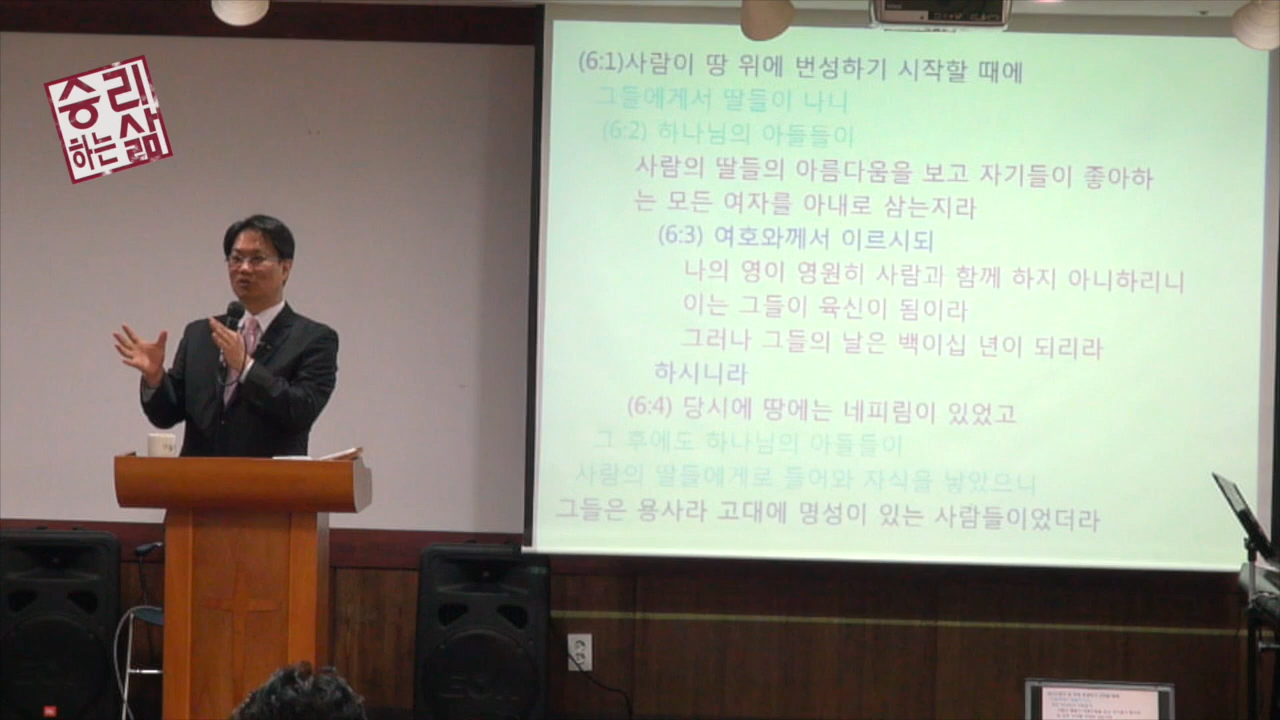 승리
하는 삶
(6:1)사람이 땅 위에 번성하기 시작할 때에
그들에게서 딸들이 나니
(6:2) 하나님의 아들들이
사람의 딸들의 아름다움을 보고 자기들이 좋아하
는 모든 여자를 아내로 삼는지라
(6:3) 여호와께서 이르시되
나의 영이 영원히 사람과 함께 하지 아니하리니
이는 그들이 육신이 됨이라
그러나 그들의 날은 백이십 년이 되리라
하시니라
(6:4) 당시에 땅에는 네피림이 있었고
그 후에도 하나님의 아들들이
사람의 딸들에게로 들어와 자식을 낳았으니
그들은 용사라 고대에 명성이 있는 사람들이었더라
JBL